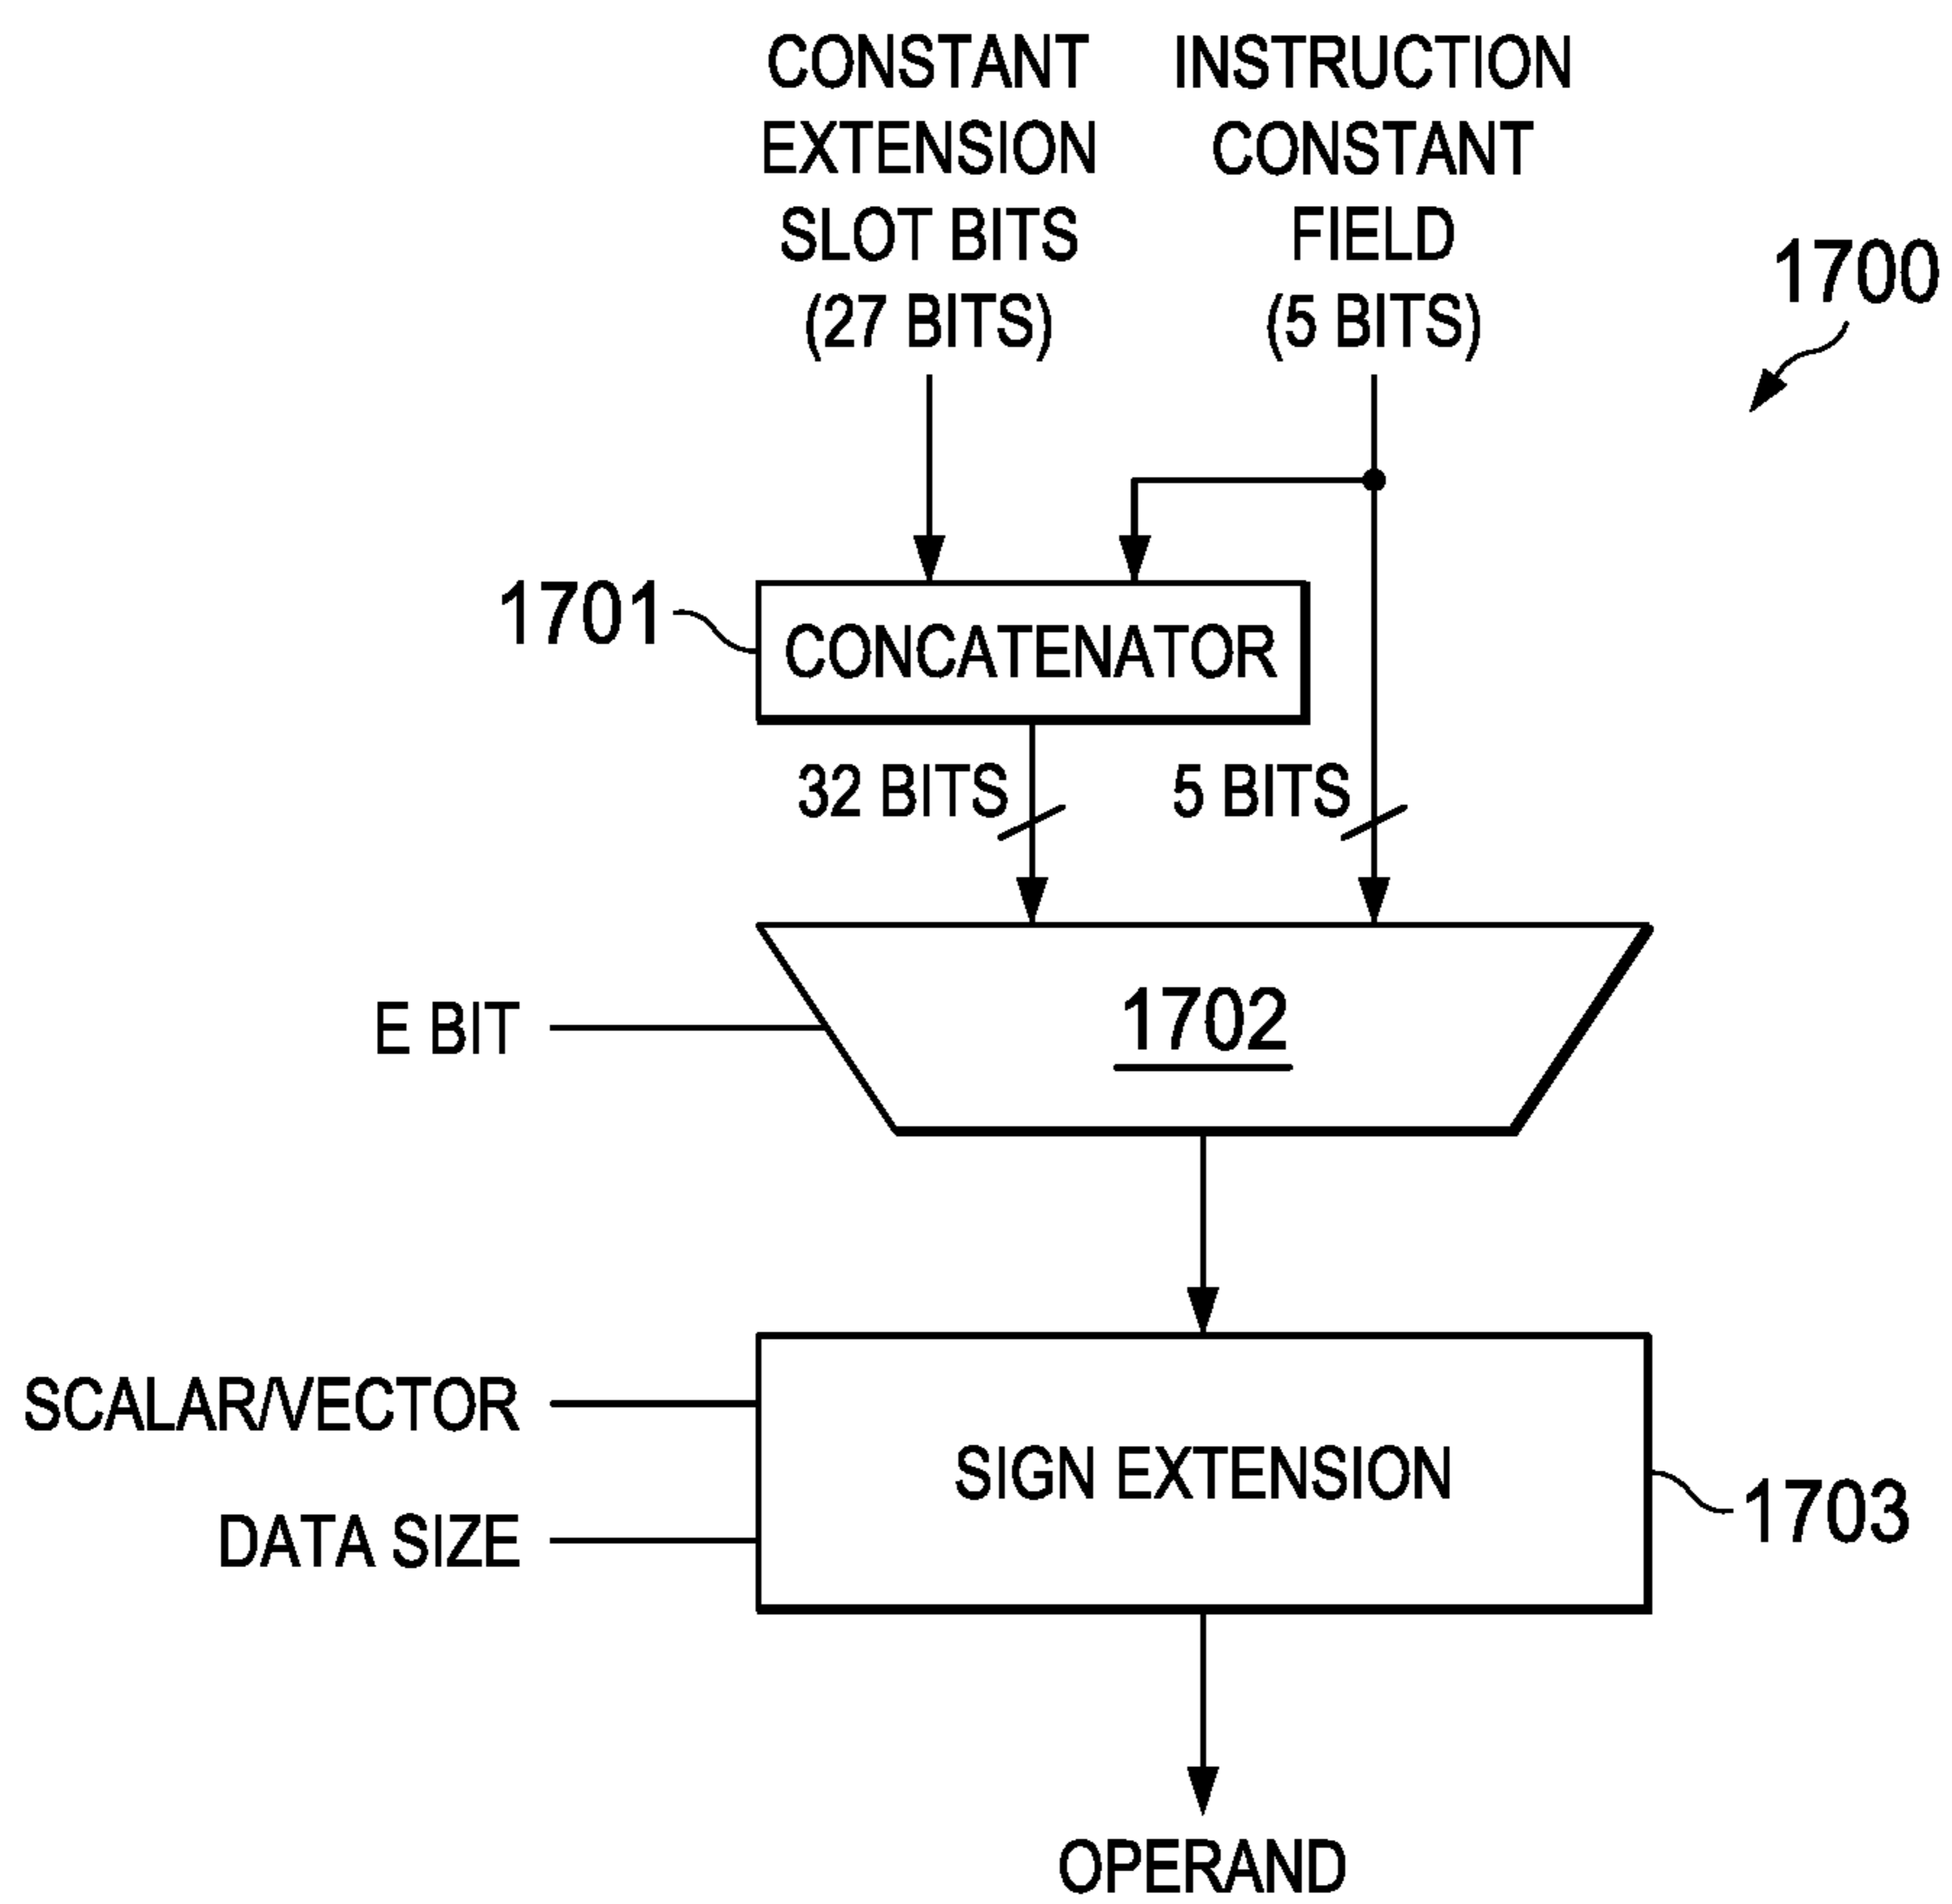 CONSTANT
EXTENSION
SLOT BITS
(27 BITS)
INSTRUCTION
CONSTANT
FIELD
(5 BITS)
1700
1701
CONCATENATOR
32 BITS
5 BITS
E BIT
1702
SCALAR/VECTOR
DATA SIZE
SIGN EXTENSION
1703
OPERAND